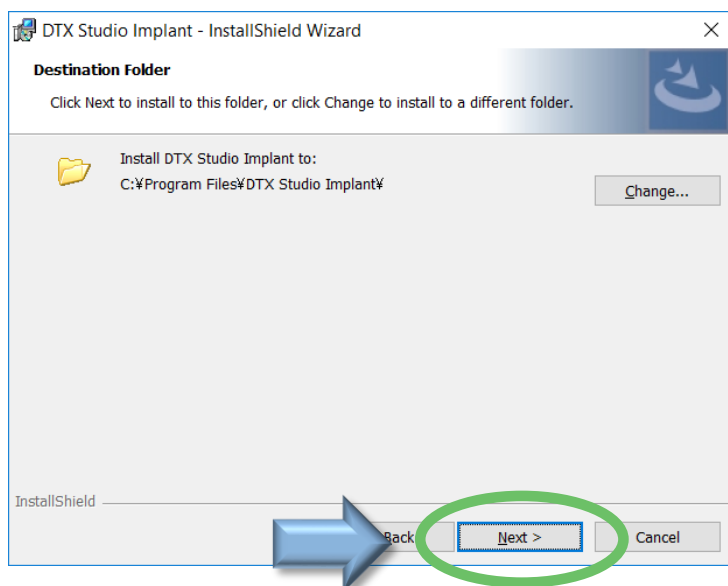 DTX Studio Implant - InstallShield Wizard
Destination Folder
Click Next to install to this folder, or click Change to install to a different folder.
Install DTX Studio Implant to:
C:¥Program Files¥DTX Studio Implant¥
Change...
InstallShield
Back
Next >
Cancel